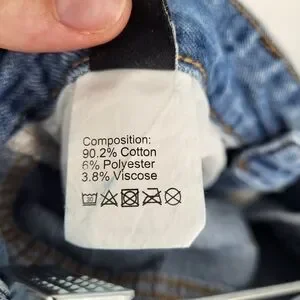 Composition:
90.2% Cotton
6% Polyester
3.8% Viscose
30